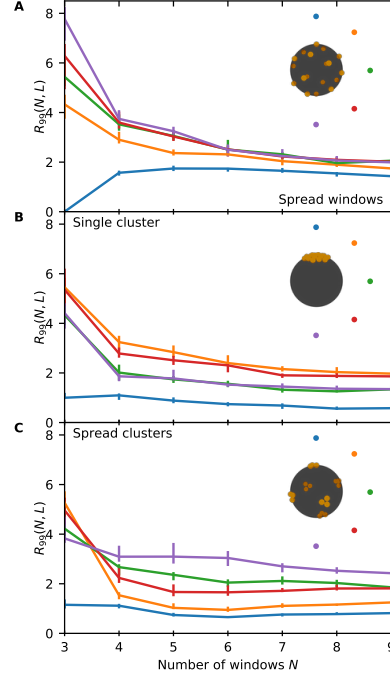 A
8
6
4
2
0
R99(N, L)
Spread windows
B
Single cluster
8
6
4
2
0
R99(N, L)
C
Spread clusters
8
6
4
2
0
R99(N, L)
3 4 5 6 7 8 9
Number of windows N